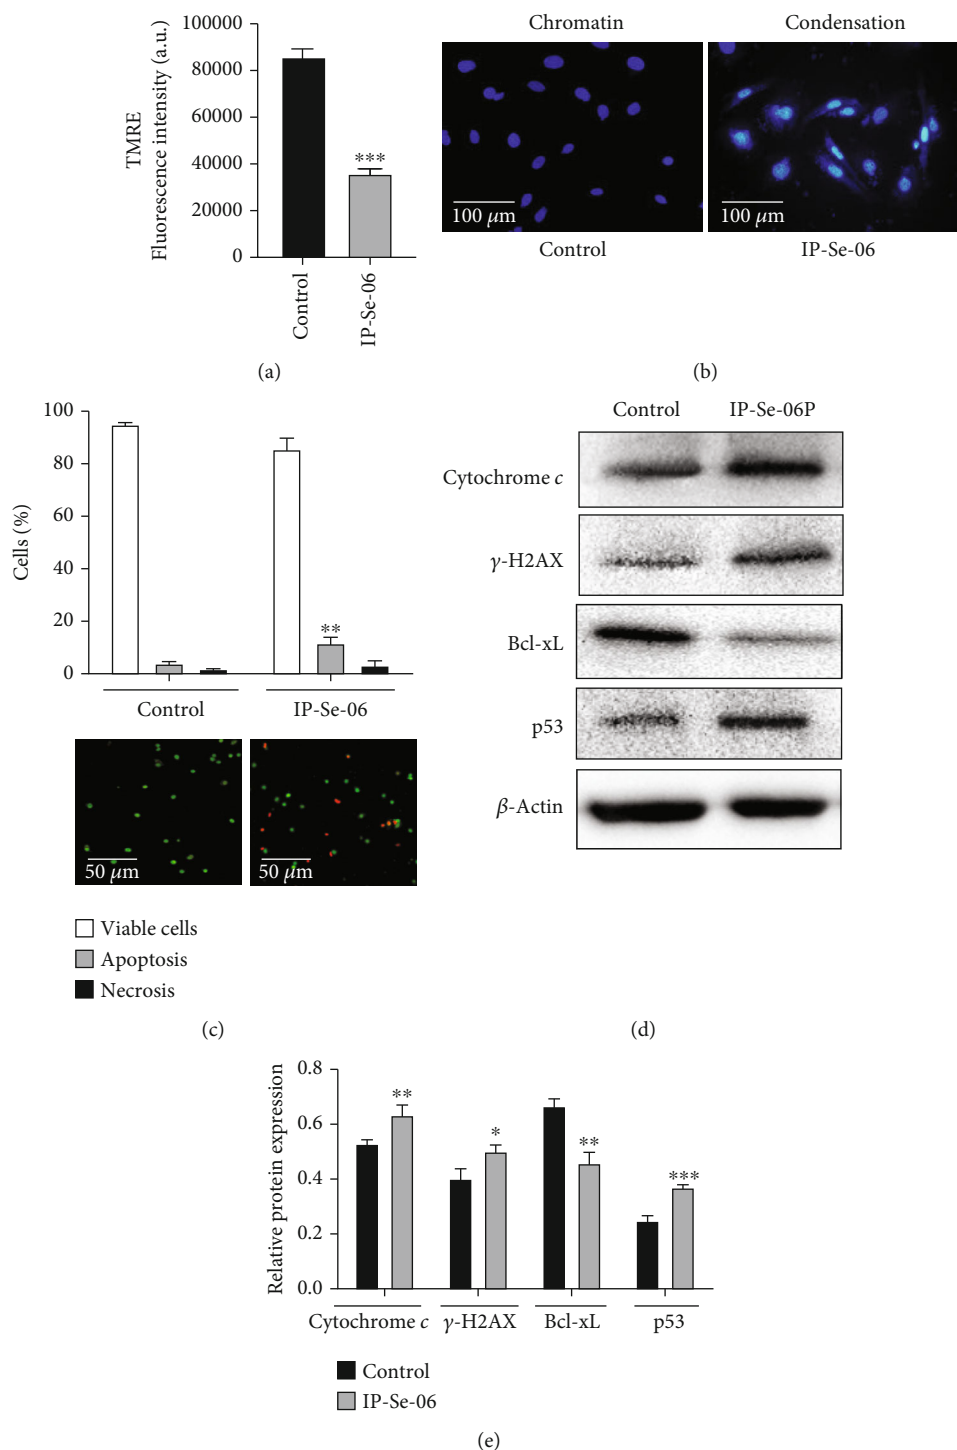 100000
80000
60000
40000
20000
0
TMRE
Fluorescence intensity (a.u.)
***
Control
IP-Se-06
(a)
Chromatin
Condensation
100 μm
100 μm
Control
IP-Se-06
(b)
100
80
60
40
20
0
Cells (%)
**
Control
IP-Se-06
50 μm
50 μm
Viable cells
Apoptosis
Necrosis
(c)
Control
IP-Se-06P
Cytochrome c
γ-H2AX
Bcl-xL
p53
β-Actin
(d)
0.8
0.6
0.4
0.2
0.0
Relative protein expression
**
*
**
***
Cytochrome c
γ-H2AX
Bcl-xL
p53
Control
IP-Se-06
(e)